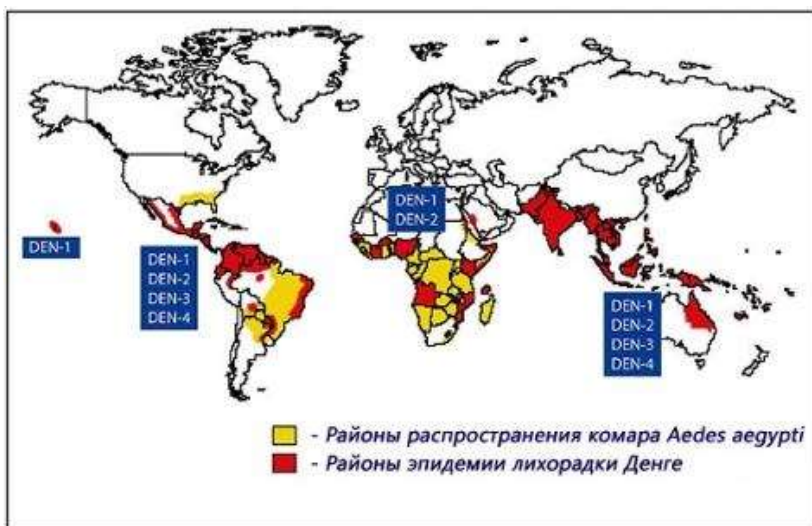 DEN-1
DEN-2
DEN-1
DEN-1
DEN-2
DEN-3
DEN-4
DEN-1
DEN-2
DEN-3
DEN-4
- Районы распространения комара Aedes aegypti
- Районы эпидемии лихорадки Денге